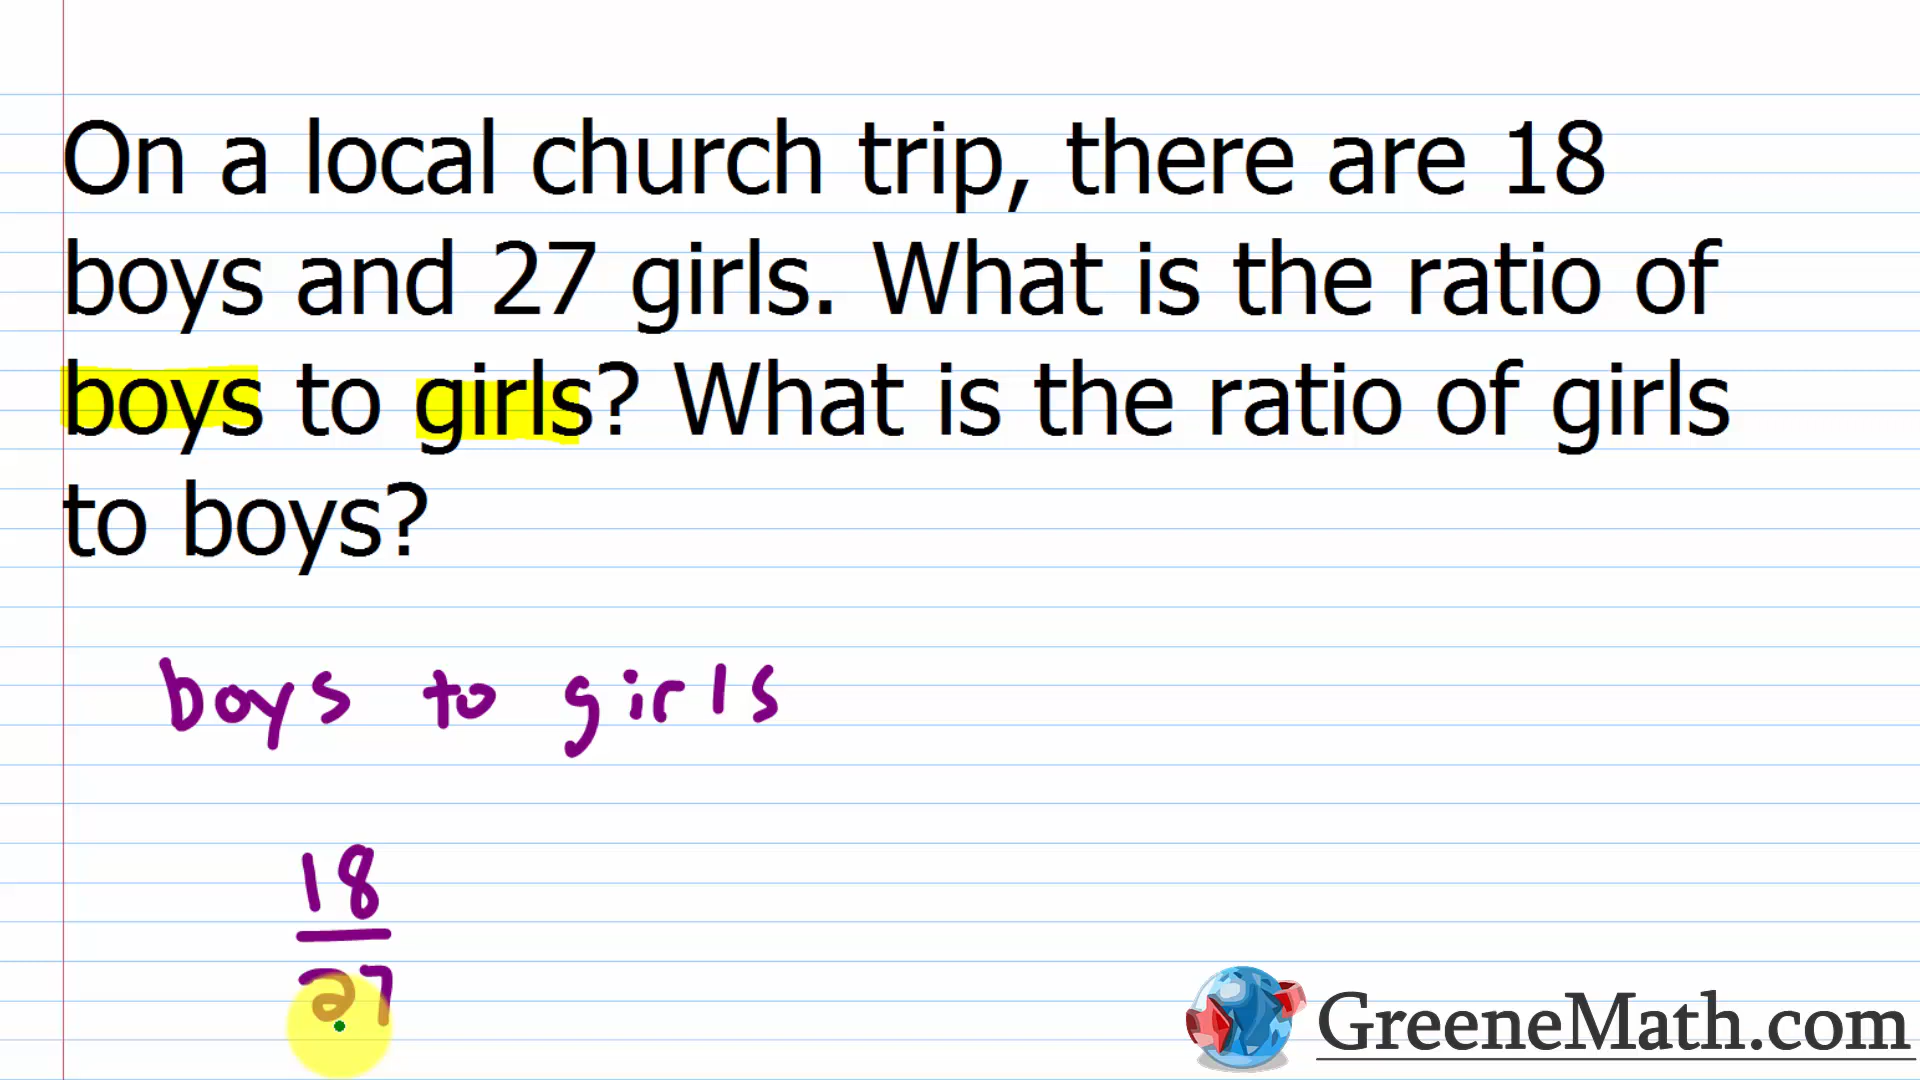 On a local church trip, there are 18
boys and 27 girls. What is the ratio of
boys to girls? What is the ratio of girls
to boys?
boys to girls
18
27
GreeneMath.com